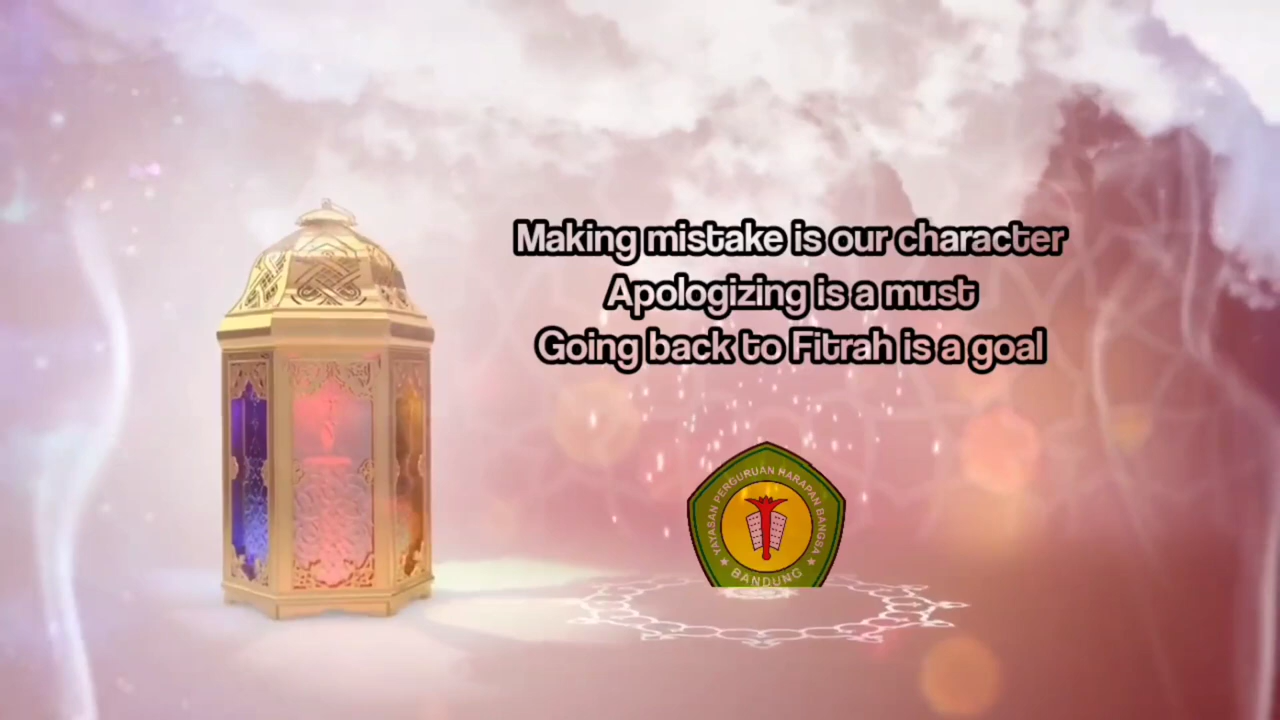 Making mistake is our character
Apologizing is a must
Going back to Fitrah is a goal
YAYASAN PERGURUAN HARAPAN BANGSA
★ BANDUNG ★